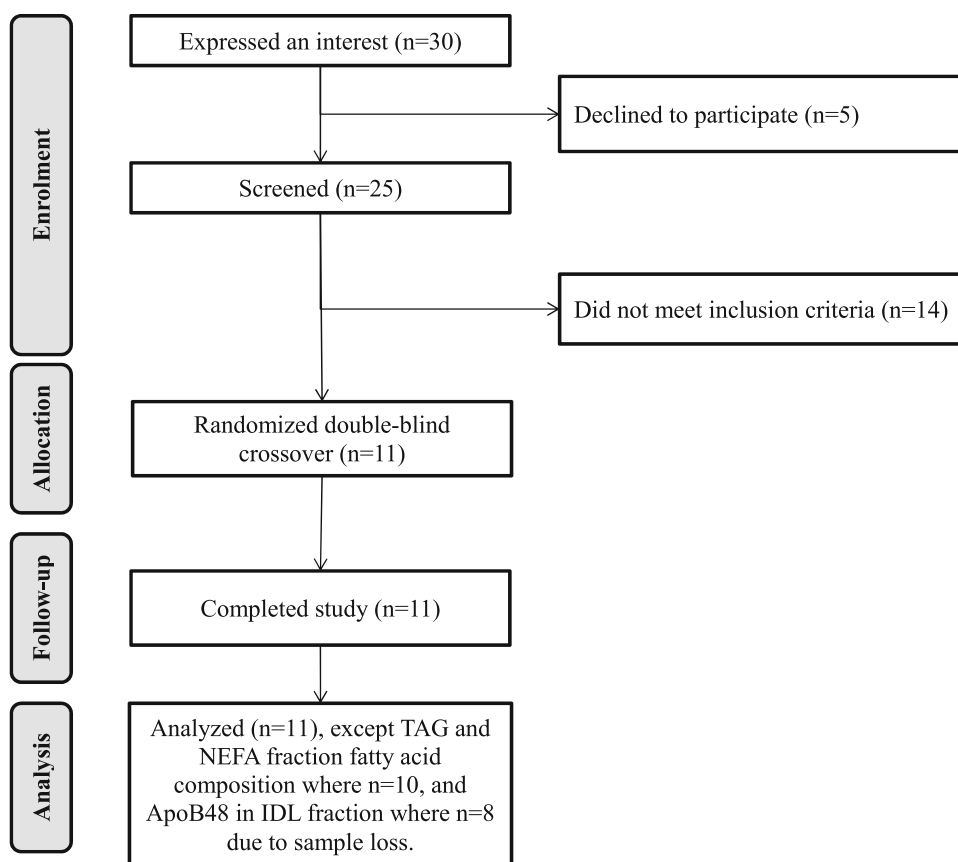 Enrolment
Expressed an interest (n=30)
Declined to participate (n=5)
Screened (n=25)
Did not meet inclusion criteria (n=14)
Allocation
Randomized double-blind
crossover (n=11)
Follow-up
Completed study (n=11)
Analysis
Analyzed (n=11), except TAG and
NEFA fraction fatty acid
composition where n=10, and
ApoB48 in IDL fraction where n=8
due to sample loss.